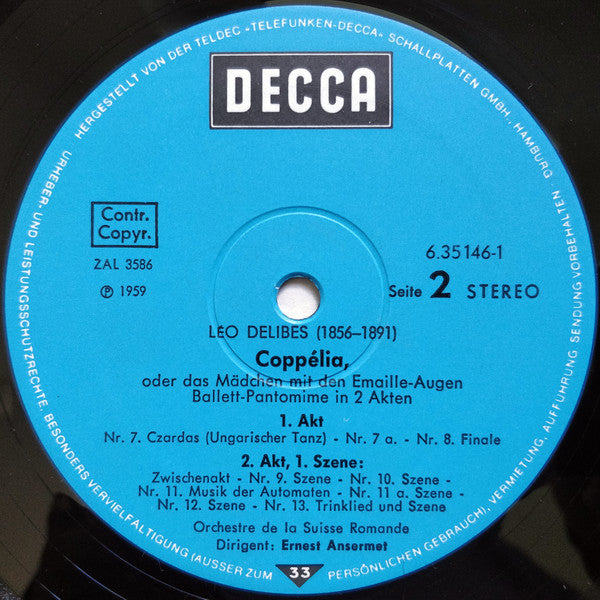 HERGESTELLT VON DER TELDEC »TELEFUNKEN-DECCA« SCHALLPLATTEN GMBH., HAMBURG
URHEBER- UND LEISTUNGSSCHUTZRECHTE. BESONDERS VERVIELFÄLTIGUNG (AUSSER ZUM PERSÖNLICHEN GEBRAUCH), VERMIETUNG, AUFFÜHRUNG, SENDUNG VORBEHALTEN
DECCA
Contr.
Copyr.
ZAL 3586
℗ 1959
6.35146-1
Seite 2 STEREO
LEO DELIBES (1856–1891)
Coppélia,
oder das Mädchen mit den Emaille-Augen
Ballett-Pantomime in 2 Akten
1. Akt
Nr. 7. Czardas (Ungarischer Tanz) - Nr. 7 a. - Nr. 8. Finale
2. Akt, 1. Szene:
Zwischenakt - Nr. 9. Szene - Nr. 10. Szene -
Nr. 11. Musik der Automaten - Nr. 11 a. Szene -
Nr. 12. Szene - Nr. 13. Trinklied und Szene
Orchestre de la Suisse Romande
Dirigent: Ernest Ansermet
33